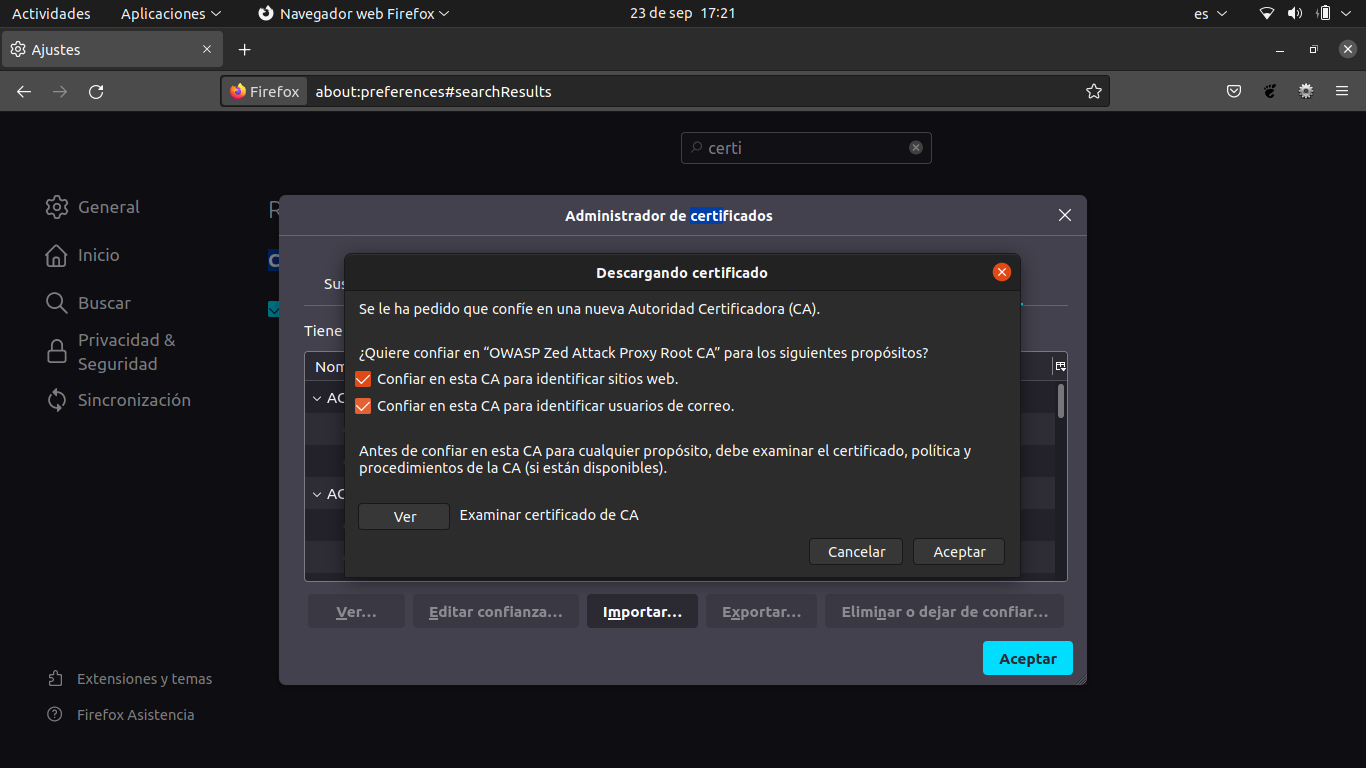 Actividades
Aplicaciones
Navegador web Firefox
23 de sep 17:21
es
Ajustes
Firefox
about:preferences#searchResults
certi
General
Inicio
Buscar
Privacidad &
Seguridad
Sincronización
Extensiones y temas
Firefox Asistencia
R
C
Administrador de certificados
Sus
Tiene
Nom
AC
AC
Descargando certificado
Se le ha pedido que confíe en una nueva Autoridad Certificadora (CA).
¿Quiere confiar en “OWASP Zed Attack Proxy Root CA” para los siguientes propósitos?
Confiar en esta CA para identificar sitios web.
Confiar en esta CA para identificar usuarios de correo.
Antes de confiar en esta CA para cualquier propósito, debe examinar el certificado, política y
procedimientos de la CA (si están disponibles).
Ver
Examinar certificado de CA
Cancelar
Aceptar
Ver…
Editar confianza…
Importar…
Exportar…
Eliminar o dejar de confiar…
Aceptar